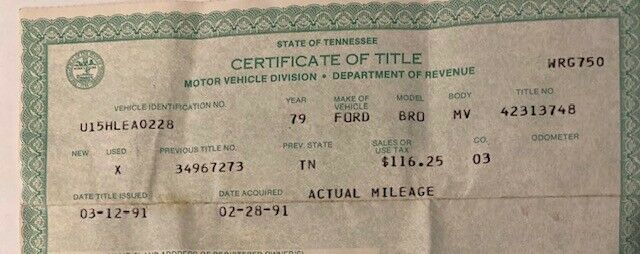 STATE OF TENNESSEE
CERTIFICATE OF TITLE
WRG750
MOTOR VEHICLE DIVISION • DEPARTMENT OF REVENUE
VEHICLE IDENTIFICATION NO. YEAR MAKE OF VEHICLE MODEL BODY TITLE NO.
U15HLEA0228 79 FORD BRO MV 42313748
NEW USED PREVIOUS TITLE NO. PREV. STATE SALES OR USE TAX CO. ODOMETER
X 34967273 TN $116.25 03
DATE TITLE ISSUED DATE ACQUIRED ACTUAL MILEAGE
03-12-91 02-28-91